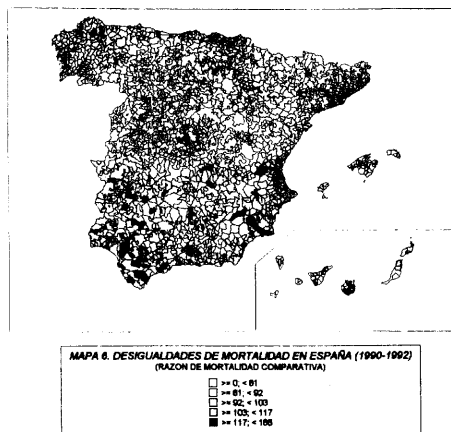 MAPA 6. DESIGUALDADES DE MORTALIDAD EN ESPAÑA (1990-1992)
(RAZON DE MORTALIDAD COMPARATIVA)
>= 0; < 81
>= 81; < 92
>= 92; < 103
>= 103; < 117
>= 117; < 186